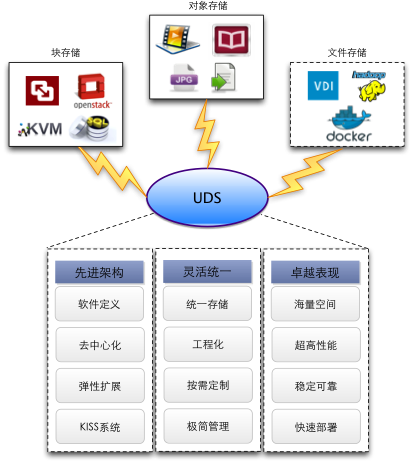 对象存储
块存储
文件存储
JPG
openstack
KVM
SQL
VDI
hadoop
docker
UDS
先进架构
灵活统一
卓越表现
软件定义
统一存储
海量空间
去中心化
工程化
超高性能
弹性扩展
按需定制
稳定可靠
KISS系统
极简管理
快速部署